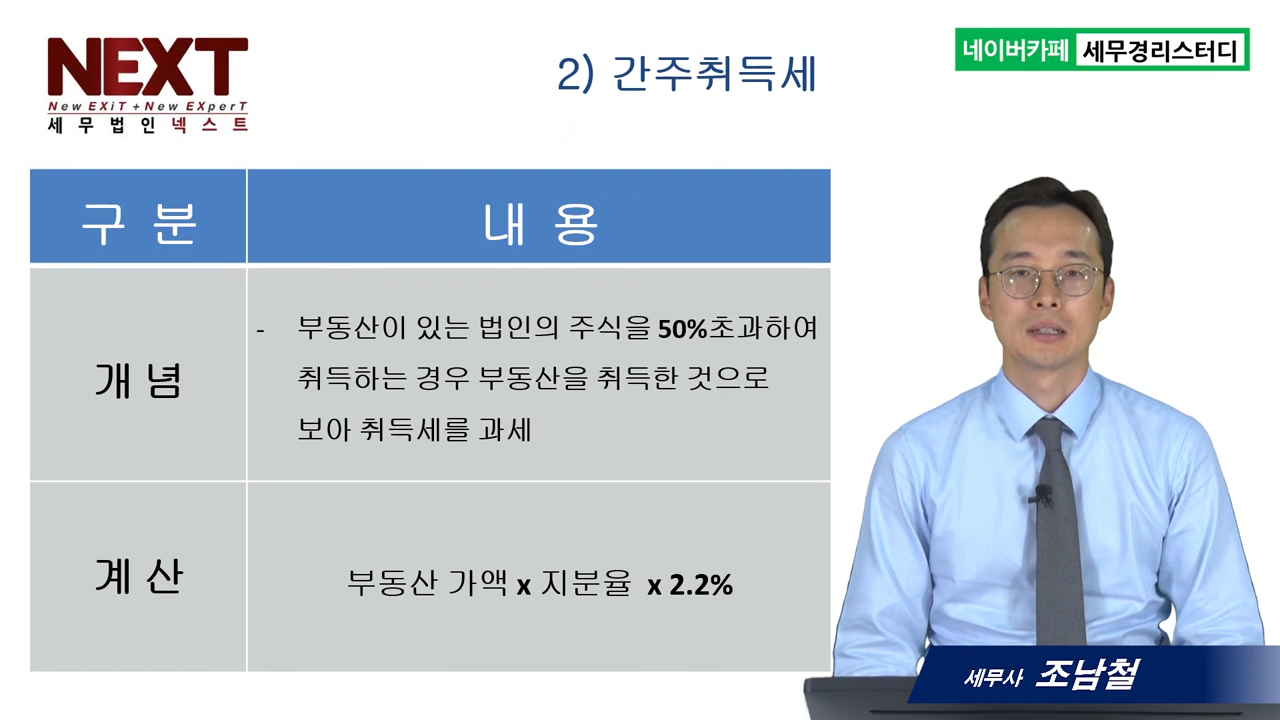 NEXT
New EXiT + New EXperT
세무법인넥스트
2) 간주취득세
네이버카페 세무경리스터디
구 분
내 용
개 념
- 부동산이 있는 법인의 주식을 50%초과하여
취득하는 경우 부동산을 취득한 것으로
보아 취득세를 과세
계 산
부동산 가액 x 지분율 x 2.2%
세무사 조남철